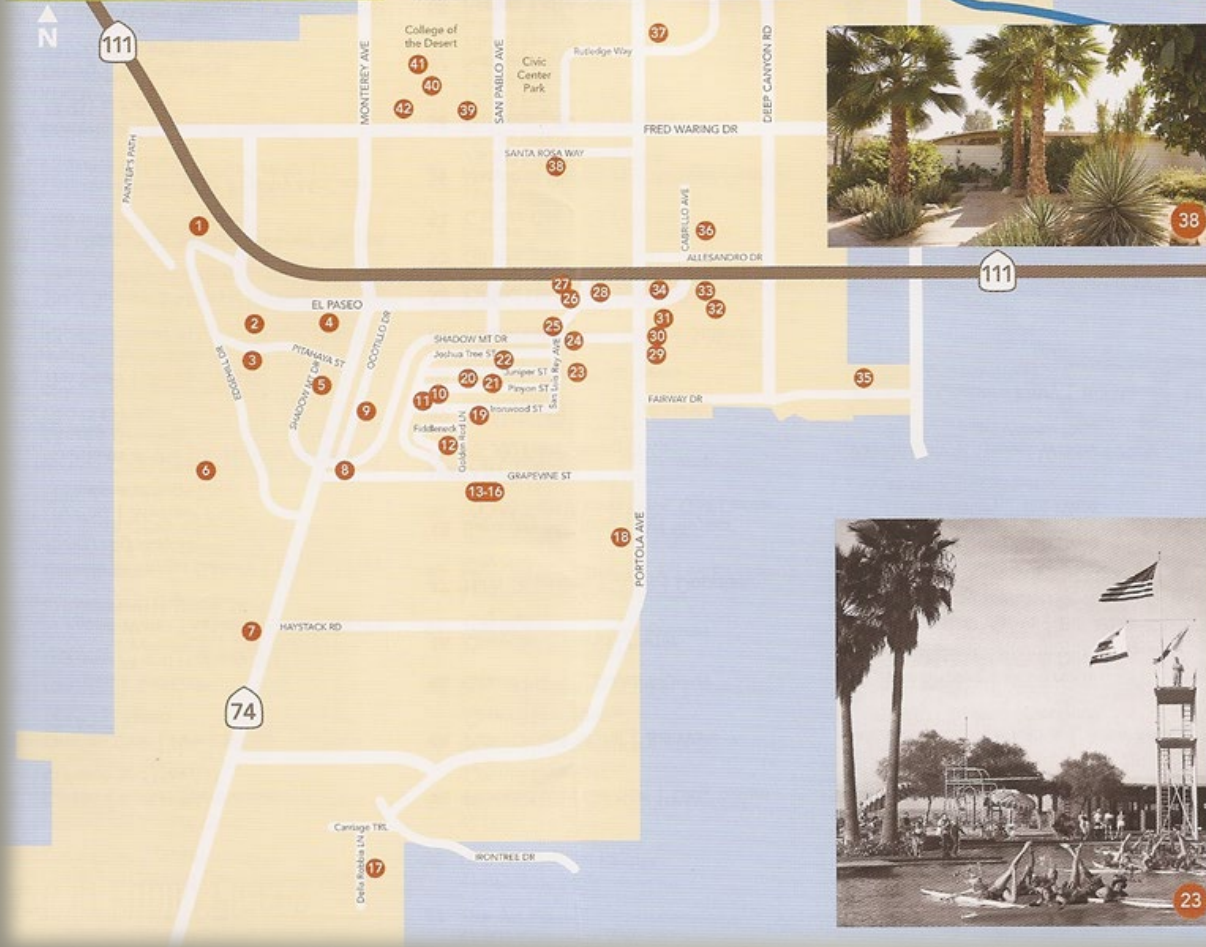 N
111
College of
the Desert
41
40
42
39
MONTEREY AVE
SAN PABLO AVE
Civic
Center
Park
37
Rutledge Way
DEEP CANYON RD
FRED WARING DR
PAINTER'S PATH
SANTA ROSA WAY
38
38
1
CABRILLO AVE
36
ALLESANDRO DR
111
27
26
28
34
33
32
EL PASEO
2
4
31
25
30
24
29
SHADOW MT DR
Joshua Tree ST
22
OCOTILLO DR
PITAHAYA ST
3
EDGEHILL DR
SHADOW MT DR
5
20
21
Juniper ST
23
San Luis Rey AVE
35
Pinyon ST
10
11
9
19
Ironwood ST
FAIRWAY DR
Fiddleneck
Golden Rod LN
12
6
8
GRAPEVINE ST
13-16
18
PORTOLA AVE
7
HAYSTACK RD
74
Carriage TRL
IRONTREE DR
Della Robbia LN
17
23